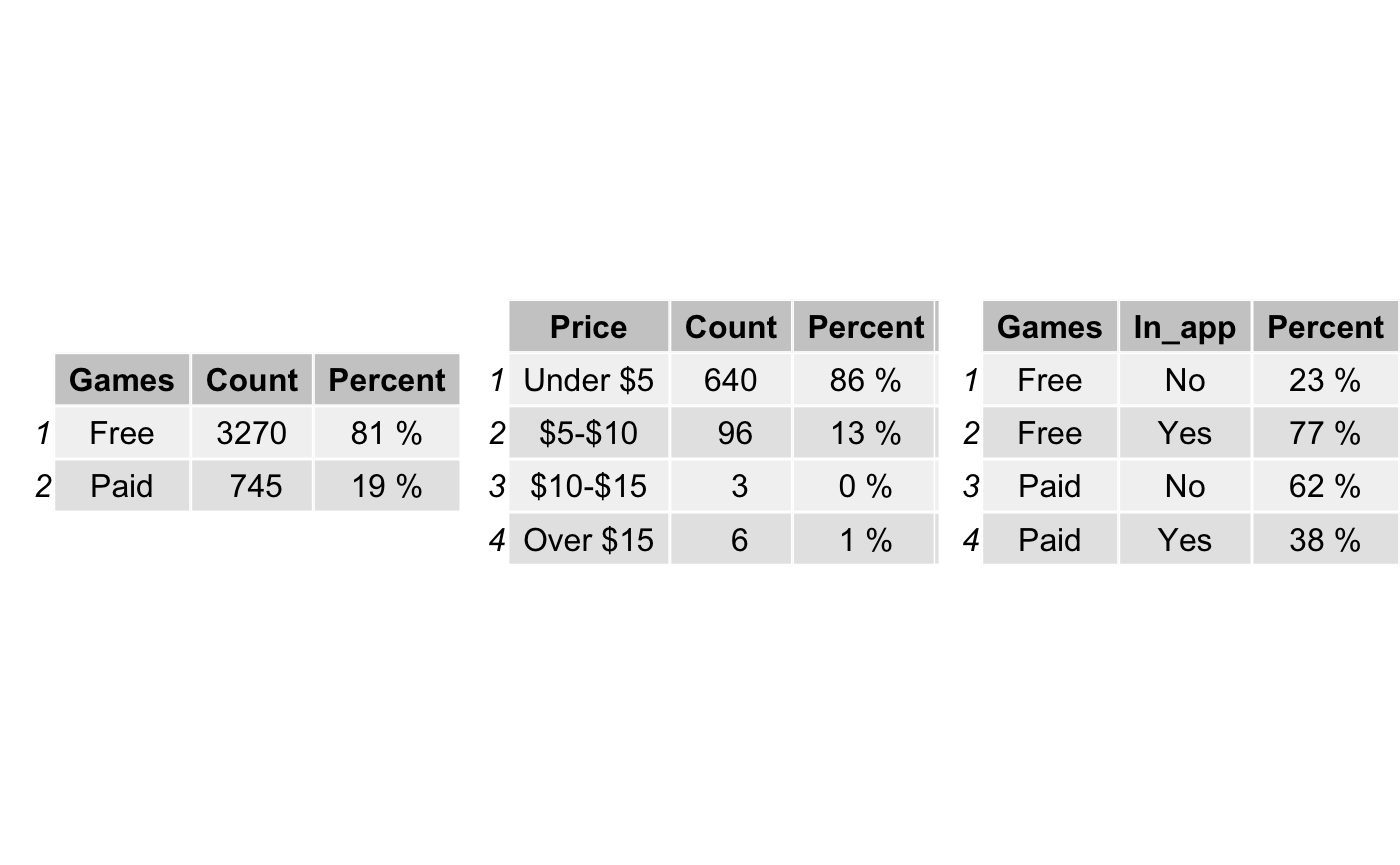 Games Count Percent
1 Free 3270 81 %
2 Paid 745 19 %
Price Count Percent
1 Under $5 640 86 %
2 $5-$10 96 13 %
3 $10-$15 3 0 %
4 Over $15 6 1 %
Games In_app Percent
1 Free No 23 %
2 Free Yes 77 %
3 Paid No 62 %
4 Paid Yes 38 %